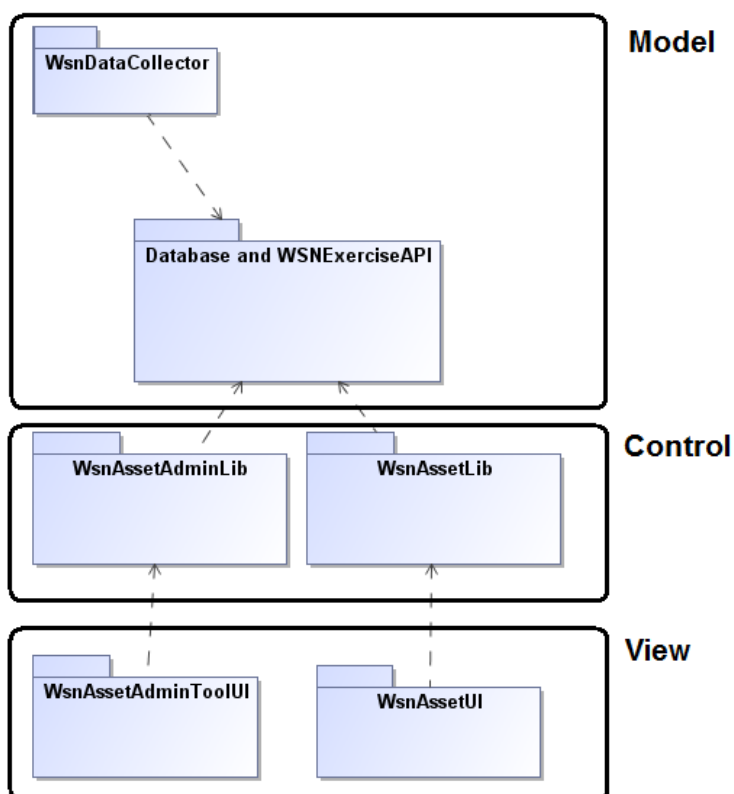 Model
WsnDataCollector
Database and WSNExerciseAPI
Control
WsnAssetAdminLib
WsnAssetLib
View
WsnAssetAdminToolUI
WsnAssetUI